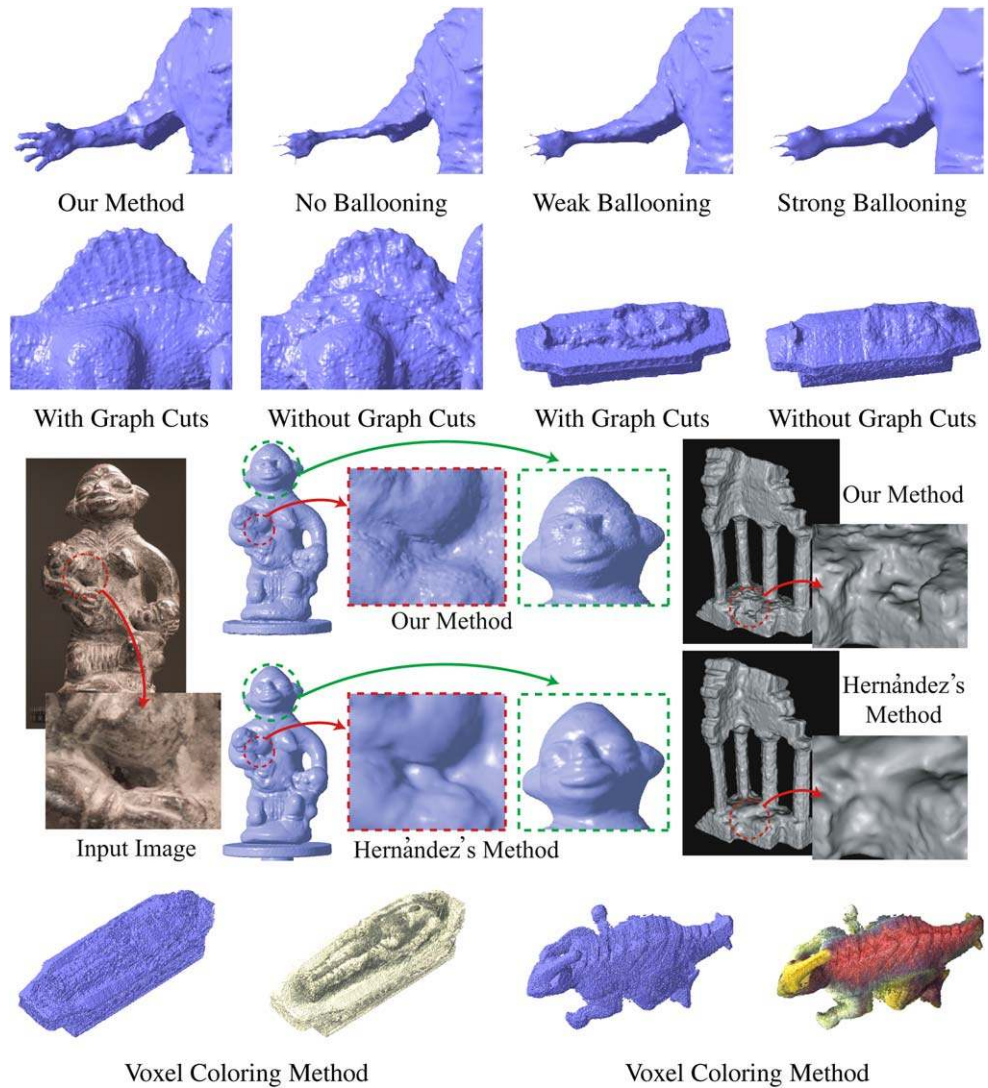 Our Method
No Ballooning
Weak Ballooning
Strong Ballooning
With Graph Cuts
Without Graph Cuts
With Graph Cuts
Without Graph Cuts
Our Method
Our Method
Hernández's
Method
Input Image
Hernández's Method
Voxel Coloring Method
Voxel Coloring Method